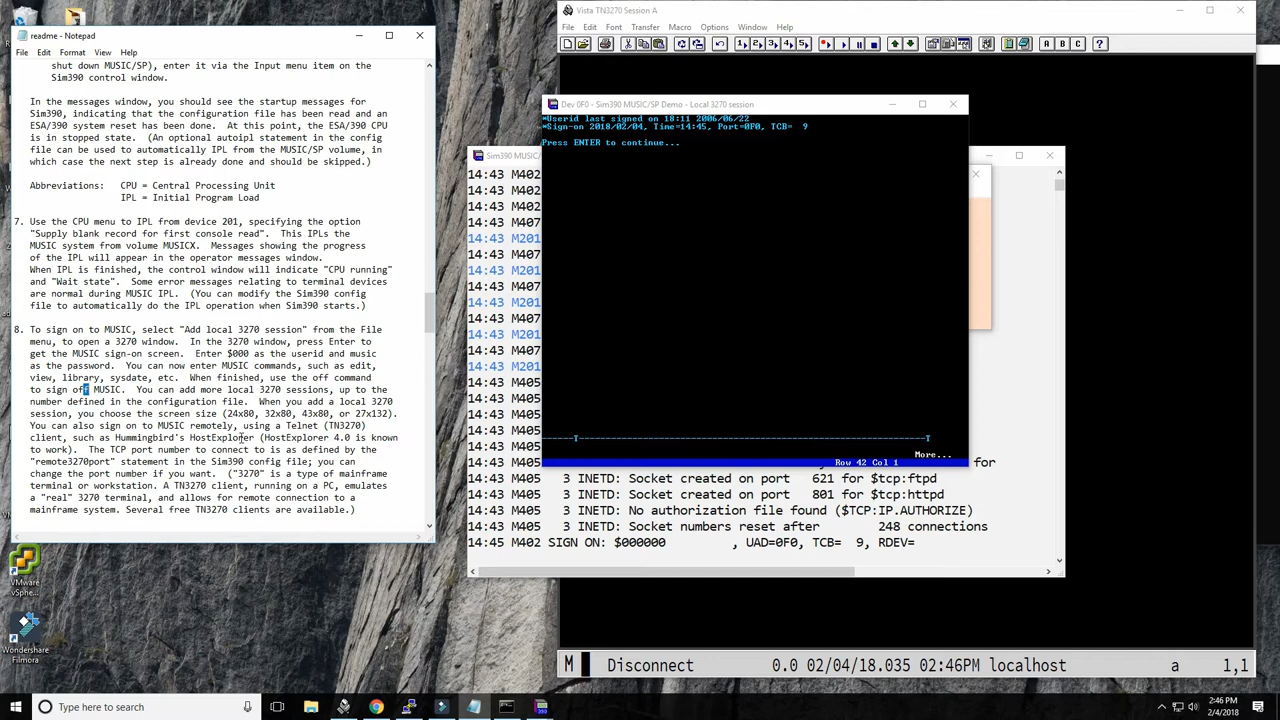 readme - Notepad
File Edit Format View Help
shut down MUSIC/SP), enter it via the Input menu item on the
Sim390 control window.
In the messages window, you should see the startup messages for
Sim390, indicating that the configuration file has been read and an
ESA/390 system reset has been done.  At this point, the ESA/390 CPU
is in stopped state.  (An optional autoipl statement in the config
file can be used to automatically IPL from the MUSIC/SP volume, in
which case the next step is already done and should be skipped.)
Abbreviations:   CPU = Central Processing Unit
IPL = Initial Program Load
7. Use the CPU menu to IPL from device 201, specifying the option
"Supply blank record for first console read".  This IPLs the
MUSIC system from volume MUSICX.  Messages showing the progress
of the IPL will appear in the operator messages window.
When IPL is finished, the control window will indicate "CPU running"
and "Wait state".  Some error messages relating to terminal devices
are normal during MUSIC IPL.  (You can modify the Sim390 config
file to automatically do the IPL operation when Sim390 starts.)
8. To sign on to MUSIC, select "Add local 3270 session" from the File
menu, to open a 3270 window.  In the 3270 window, press Enter to
get the MUSIC sign-on screen.  Enter $000 as the userid and music
as the password.  You can now enter MUSIC commands, such as edit,
view, library, sysdate, etc.  When finished, use the off command
to sign off MUSIC.  You can add more local 3270 sessions, up to the
number defined in the configuration file.  When you add a local 3270
session, you choose the screen size (24x80, 32x80, 43x80, or 27x132).
You can also sign on to MUSIC remotely, using a Telnet (TN3270)
client, such as Hummingbird's HostExplorer (HostExplorer 4.0 is known
to work).  The TCP port number to connect to is as defined by the
"remote3270port" statement in the Sim390 config file; you can
change the port number if you want.  ("3270" is a type of mainframe
terminal or workstation. A TN3270 client, running on a PC, emulates
a "real" 3270 terminal, and allows for remote connection to a
mainframe system. Several free TN3270 clients are available.)
Vista TN3270 Session A
File Edit Font Transfer Macro Options Window Help
1 2 3 4 5 A B C ?
Dev 0F0 - Sim390 MUSIC/SP Demo - Local 3270 session
*Userid last signed on 18:11 2006/06/22
*Sign-on 2018/02/04, Time=14:45, Port=0F0, TCB=  9
Press ENTER to continue...
More...
Row 42 Col 1
Sim390 MUSIC/
14:43 M402
14:43 M402
14:43 M402
14:43 M407
14:43 M201
14:43 M407
14:43 M201
14:43 M407
14:43 M201
14:43 M407
14:43 M201
14:43 M407
14:43 M201
14:43 M405
14:43 M405
14:43 M405
14:43 M405
14:43 M405
14:43 M405 for
14:43 M405   3 INETD: Socket created on port   621 for $tcp:ftpd
14:43 M405   3 INETD: Socket created on port   801 for $tcp:httpd
14:43 M405   3 INETD: No authorization file found ($TCP:IP.AUTHORIZE)
14:43 M405   3 INETD: Socket numbers reset after      248 connections
14:45 M402 SIGN ON: $000000         , UAD=0F0, TCB=  9, RDEV=
M Disconnect 0.0 02/04/18.035 02:46PM localhost a 1,1
VMware
vSphe...
Wondershare
Filmora
Type here to search
2:46 PM
2/4/2018